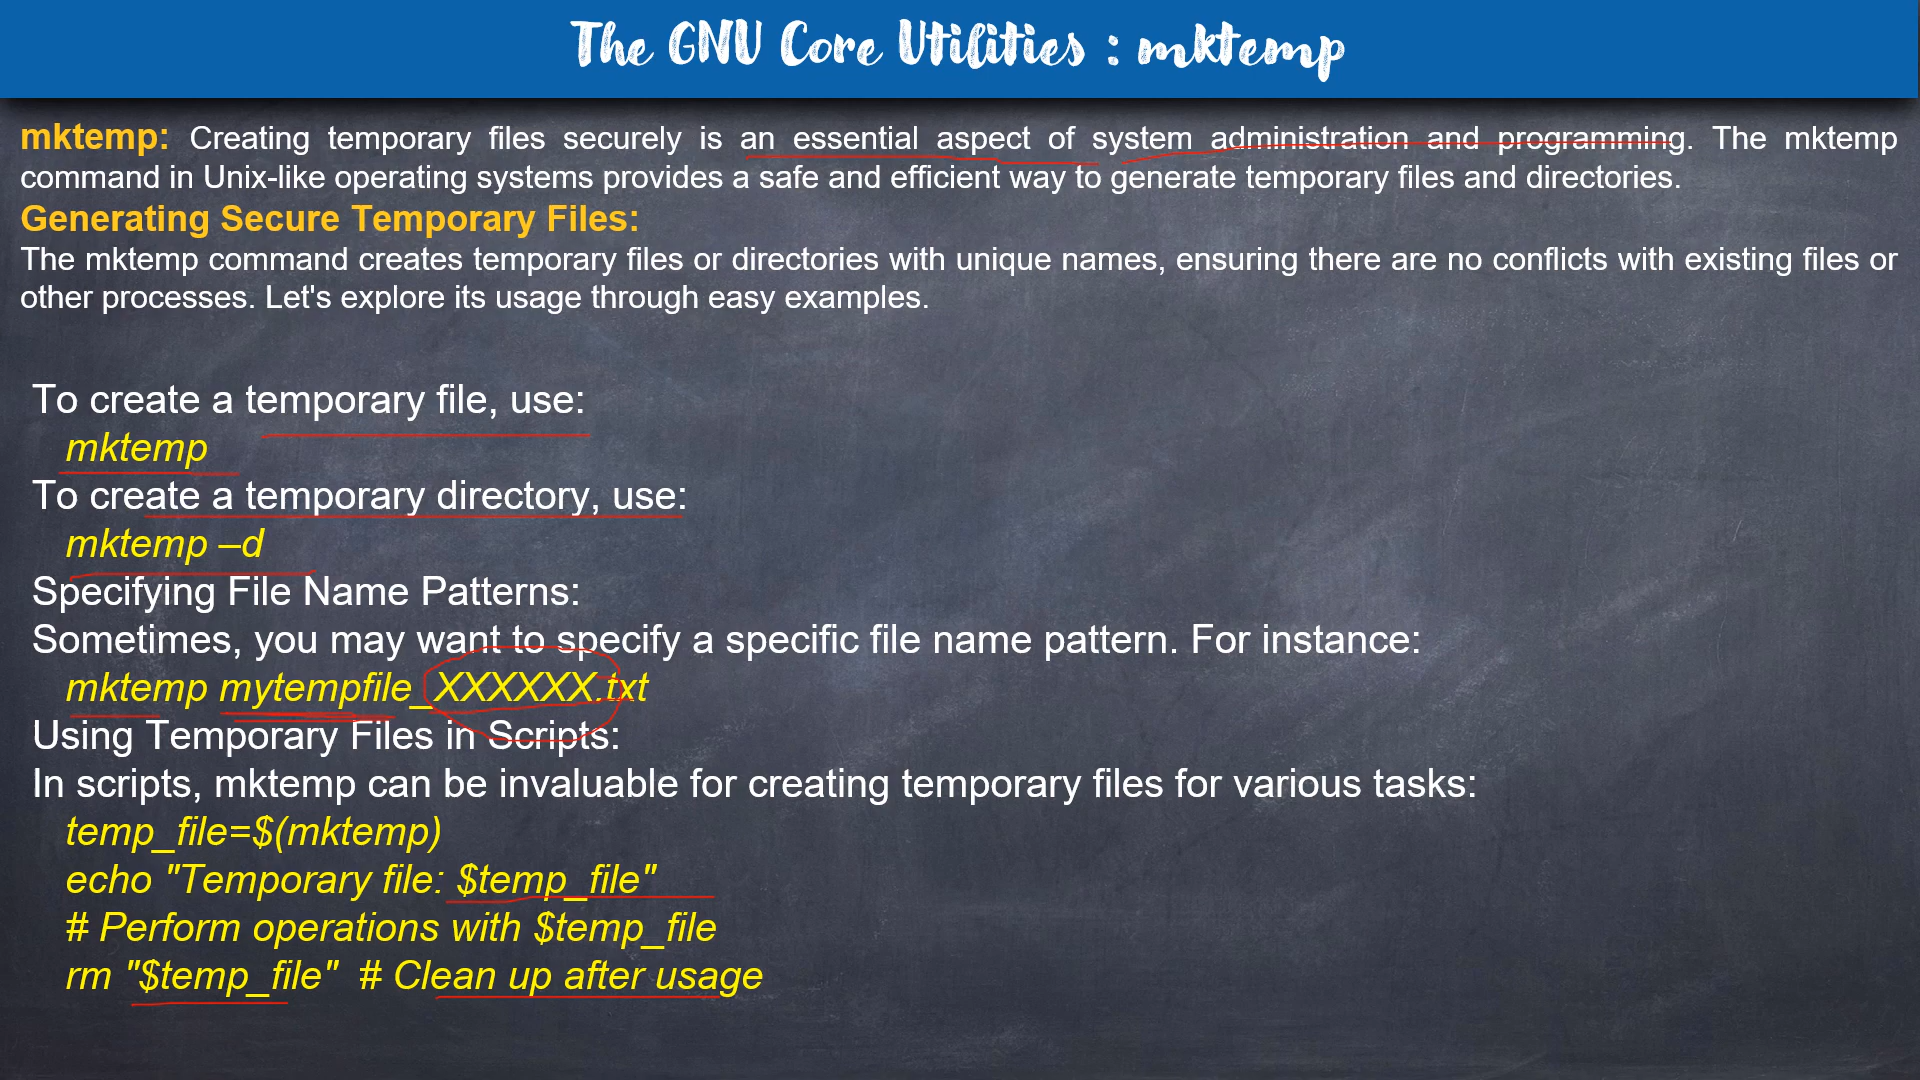 The GNU Core Utilities : mktemp
mktemp: Creating temporary files securely is an essential aspect of system administration and programming. The mktemp
command in Unix-like operating systems provides a safe and efficient way to generate temporary files and directories.
Generating Secure Temporary Files:
The mktemp command creates temporary files or directories with unique names, ensuring there are no conflicts with existing files or
other processes. Let's explore its usage through easy examples.
To create a temporary file, use:
mktemp
To create a temporary directory, use:
mktemp –d
Specifying File Name Patterns:
Sometimes, you may want to specify a specific file name pattern. For instance:
mktemp mytempfile_XXXXXX.txt
Using Temporary Files in Scripts:
In scripts, mktemp can be invaluable for creating temporary files for various tasks:
temp_file=$(mktemp)
echo "Temporary file: $temp_file"
# Perform operations with $temp_file
rm "$temp_file"  # Clean up after usage